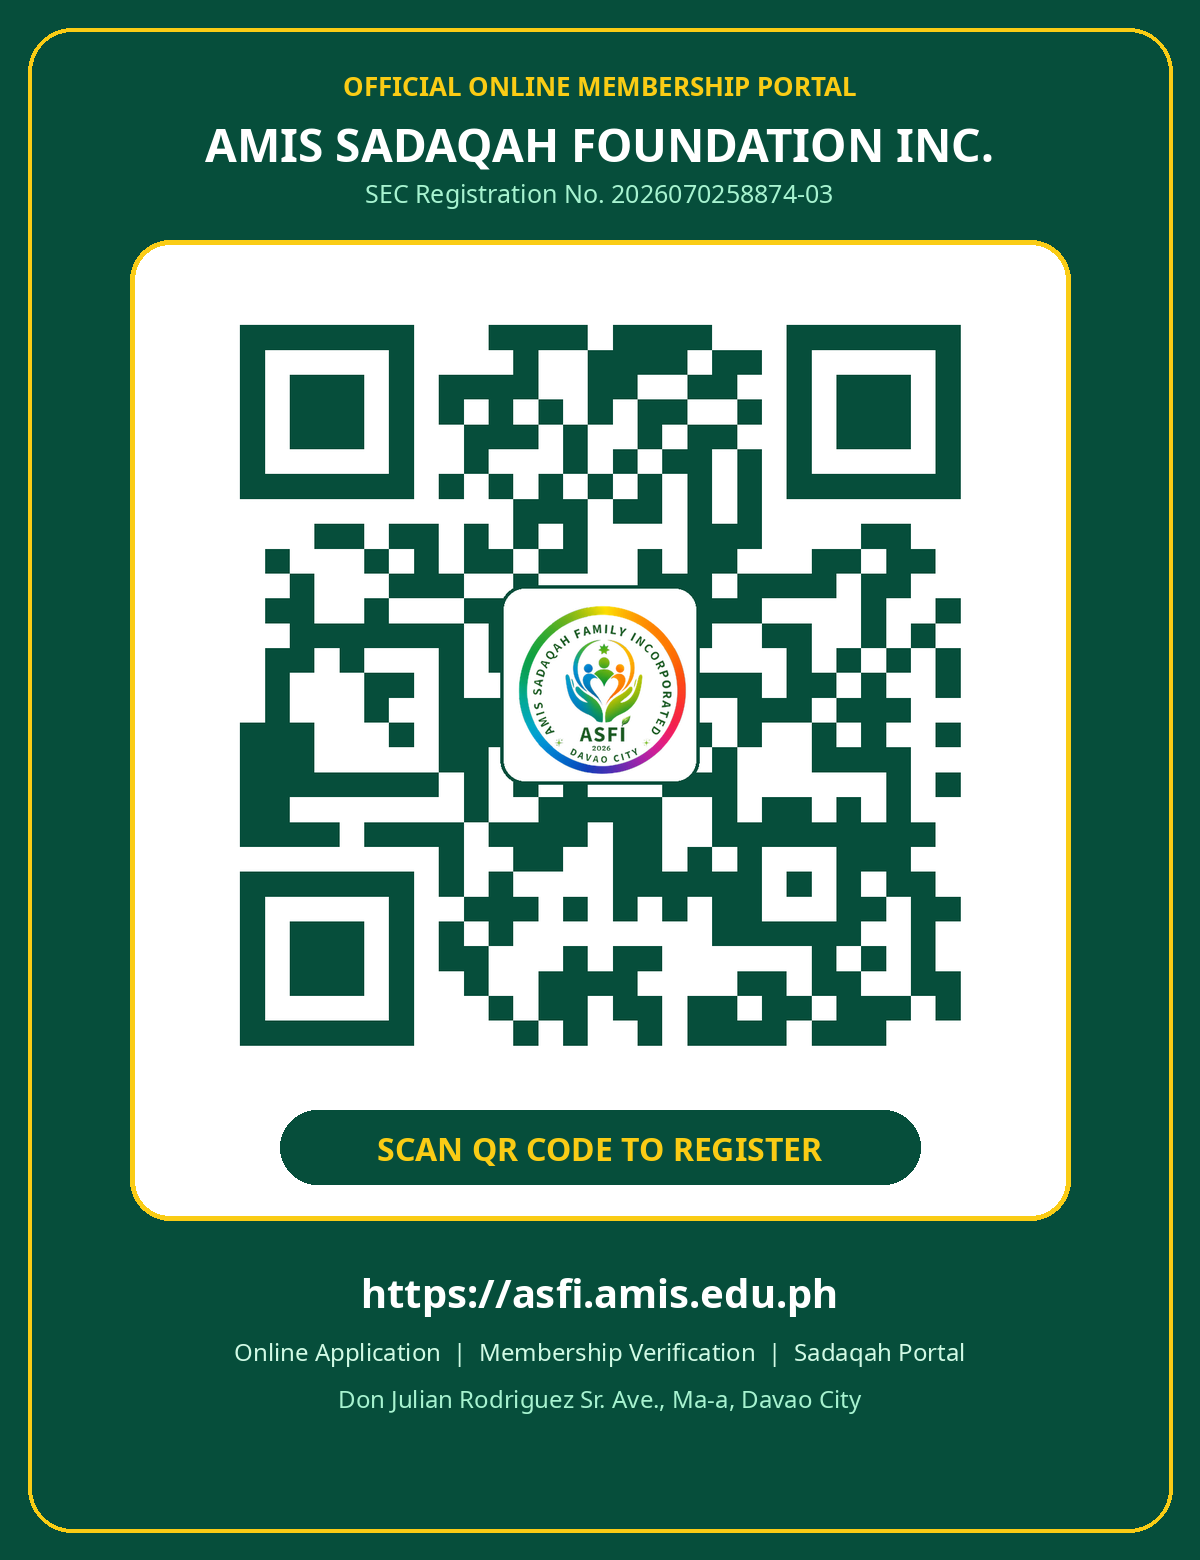 OFFICIAL ONLINE MEMBERSHIP PORTAL
AMIS SADAQAH FOUNDATION INC.
SEC Registration No. 2026070258874-03
AMIS SADAQAH FAMILY INCORPORATED
ASFI
2026
DAVAO CITY
SCAN QR CODE TO REGISTER
https://asfi.amis.edu.ph
Online Application | Membership Verification | Sadaqah Portal
Don Julian Rodriguez Sr. Ave., Ma-a, Davao City